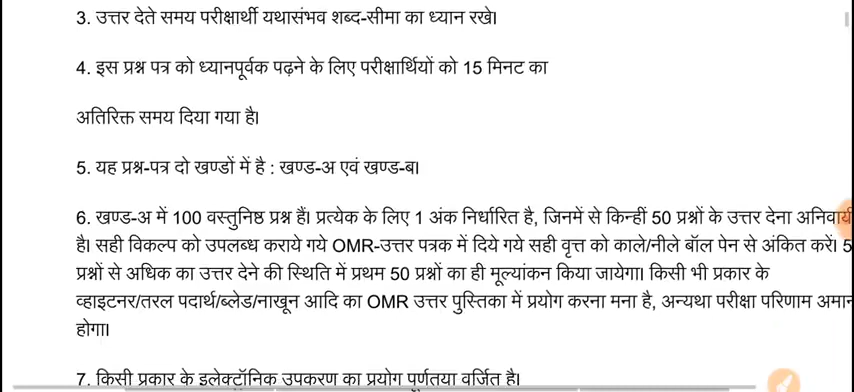 3. उत्तर देते समय परीक्षार्थी यथासंभव शब्द-सीमा का ध्यान रखे।
4. इस प्रश्न पत्र को ध्यानपूर्वक पढ़ने के लिए परीक्षार्थियों को 15 मिनट का
अतिरिक्त समय दिया गया है।
5. यह प्रश्न-पत्र दो खण्डों में है : खण्ड-अ एवं खण्ड-ब।
6. खण्ड-अ में 100 वस्तुनिष्ठ प्रश्न हैं। प्रत्येक के लिए 1 अंक निर्धारित है, जिनमें से किन्हीं 50 प्रश्नों के उत्तर देना अनिवार्य
है। सही विकल्प को उपलब्ध कराये गये OMR-उत्तर पत्रक में दिये गये सही वृत्त को काले/नीले बॉल पेन से अंकित करें। 5
प्रश्नों से अधिक का उत्तर देने की स्थिति में प्रथम 50 प्रश्नों का ही मूल्यांकन किया जायेगा। किसी भी प्रकार के
व्हाइटनर/तरल पदार्थ/ब्लेड/नाखून आदि का OMR उत्तर पुस्तिका में प्रयोग करना मना है, अन्यथा परीक्षा परिणाम अमान
होगा।
7. किसी प्रकार के इलेक्ट्रॉनिक उपकरण का प्रयोग पूर्णतया वर्जित है।